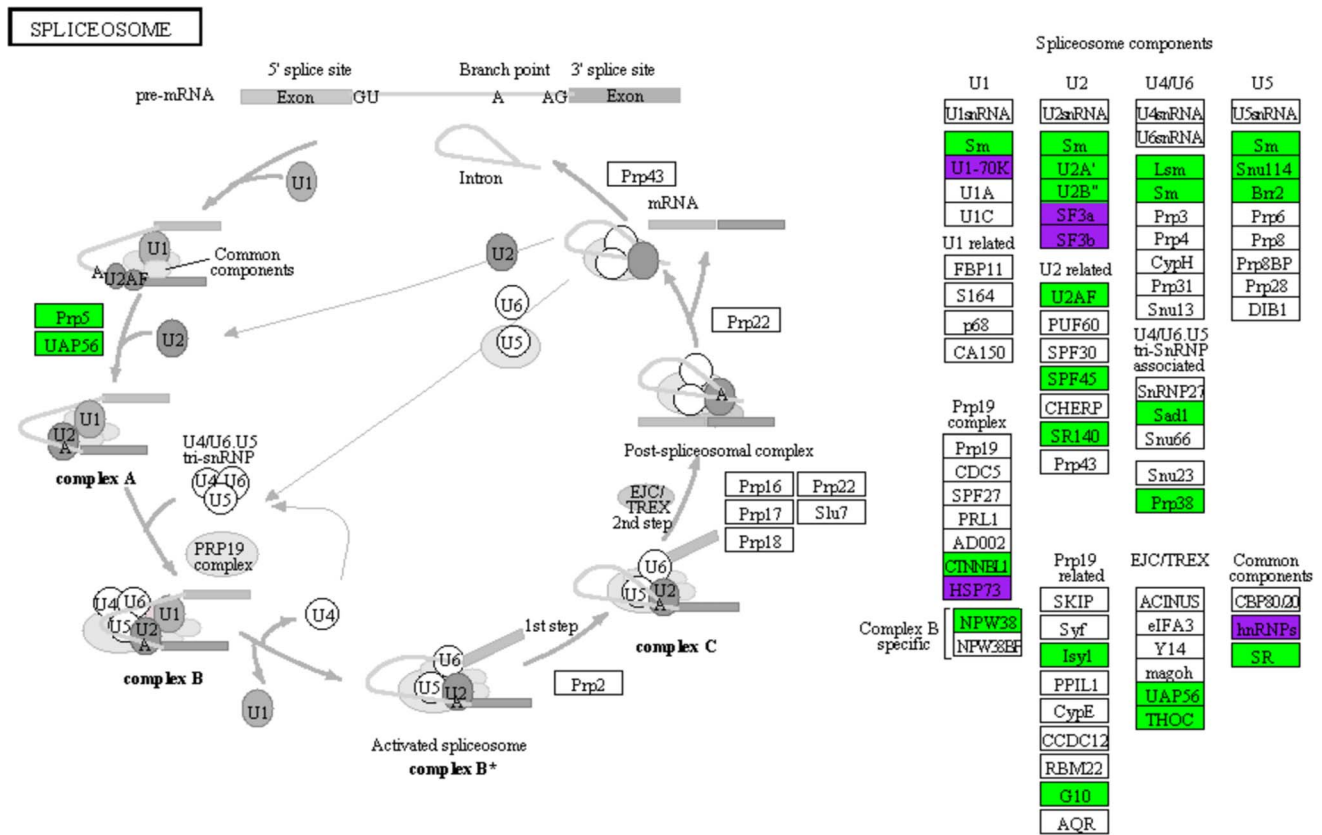 SPLICEOSOME
5' splice site
Branch point
3' splice site
pre-mRNA
Exon
GU
A
AG
Exon
U1
Intron
Prp43
mRNA
U1
Common
components
A
U2AF
U2
U6
U5
Prp5
UAP56
U2
Prp22
U1
U2
A
complex A
U4/U6.U5
tri-snRNP
U4
U6
U5
A
Post-spliceosomal complex
PRP19
complex
EJC/
TREX
2nd step
Prp16
Prp22
Prp17
Slu7
Prp18
U4
U6
U5
U1
U2
A
complex B
U4
U1
1st step
U6
U5
U2
A
Prp2
Activated spliceosome
complex B*
U6
U5
U2
A
complex C
Spliceosome components
U1
U1snRNA
Sm
U1-70K
U1A
U1C
U1 related
FBP11
S164
p68
CA150
Prp19
complex
Prp19
CDC5
SPF27
PRL1
AD002
CTNNBL1
HSP73
Complex B
specific
NPW38
NPW38BP
U2
U2snRNA
Sm
U2A'
U2B"
SF3a
SF3b
U2 related
U2AF
PUF60
SPF30
SPF45
CHERP
SR140
Prp43
Prp19
related
SKIP
Syf
Isy1
PPIL1
CypE
CCDC12
RBM22
G10
AQR
U4/U6
U4snRNA
U6snRNA
Lsm
Sm
Prp3
Prp4
CypH
Prp31
Snu13
U4/U6.U5
tri-SnRNP
associated
SnRNP27
Sad1
Snu66
Snu23
Prp38
EJC/TREX
ACINUS
eIFA3
Y14
magoh
UAP56
THOC
U5
U5snRNA
Sm
Snu114
Brr2
Prp6
Prp8
Prp8BP
Prp28
DIB1
Common
components
CBP80/20
hnRNPs
SR